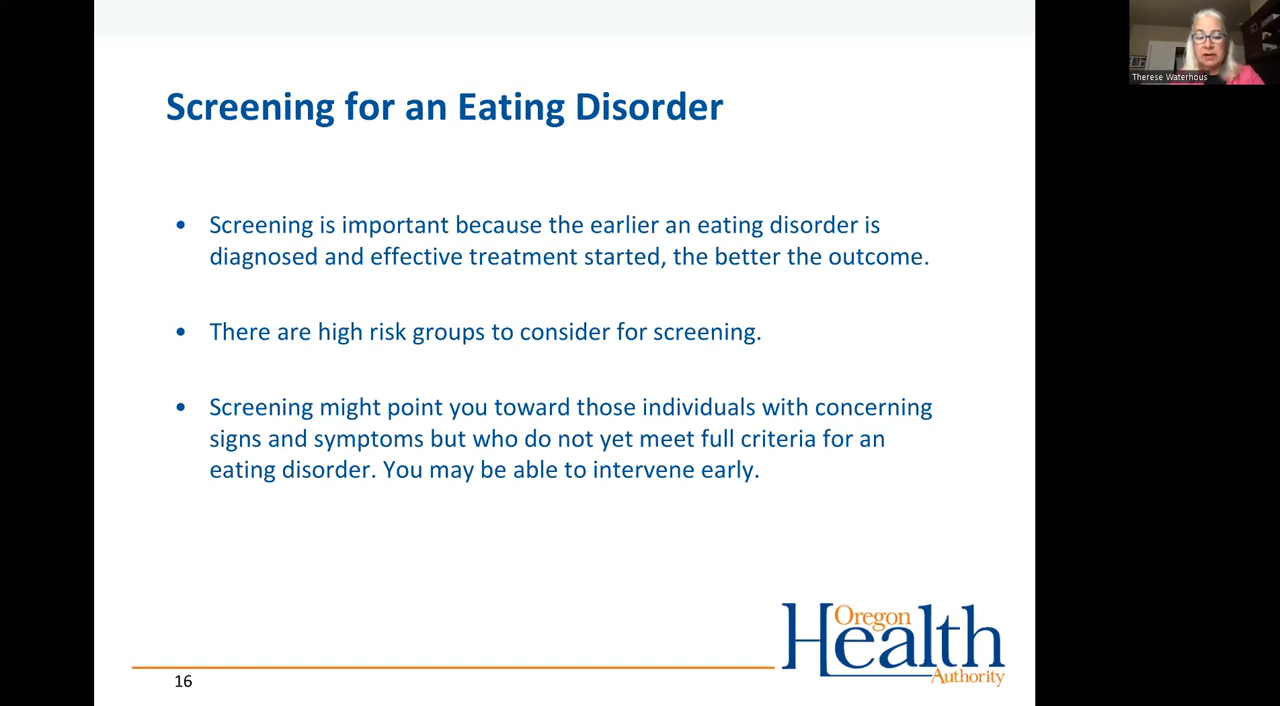 Therese Waterhous
Screening for an Eating Disorder
• Screening is important because the earlier an eating disorder is
diagnosed and effective treatment started, the better the outcome.
• There are high risk groups to consider for screening.
• Screening might point you toward those individuals with concerning
signs and symptoms but who do not yet meet full criteria for an
eating disorder. You may be able to intervene early.
Oregon
Health
Authority
16